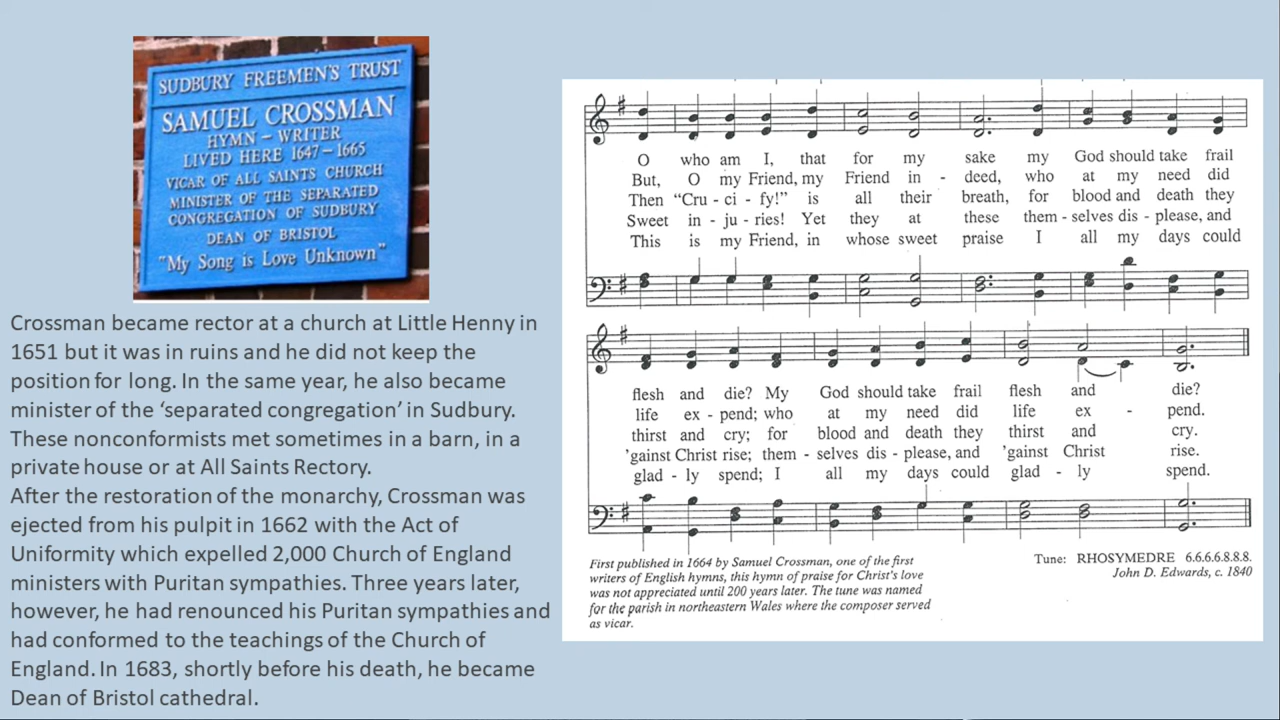 SUDBURY FREEMEN'S TRUST
SAMUEL CROSSMAN
HYMN – WRITER
LIVED HERE 1647 – 1665
VICAR OF ALL SAINTS CHURCH
MINISTER OF THE SEPARATED
CONGREGATION OF SUDBURY
DEAN OF BRISTOL
"My Song is Love Unknown"
Crossman became rector at a church at Little Henny in
1651 but it was in ruins and he did not keep the
position for long. In the same year, he also became
minister of the ‘separated congregation’ in Sudbury.
These nonconformists met sometimes in a barn, in a
private house or at All Saints Rectory.
After the restoration of the monarchy, Crossman was
ejected from his pulpit in 1662 with the Act of
Uniformity which expelled 2,000 Church of England
ministers with Puritan sympathies. Three years later,
however, he had renounced his Puritan sympathies and
had conformed to the teachings of the Church of
England. In 1683, shortly before his death, he became
Dean of Bristol cathedral.
O who am I, that for my sake my God should take frail
But, O my Friend, my Friend in - deed, who at my need did
Then “Cru - ci - fy!” is all their breath, for blood and death they
Sweet in - ju - ries! Yet they at these them - selves dis - please, and
This is my Friend, in whose sweet praise I all my days could
flesh and die? My God should take frail flesh and die?
life ex - pend; who at my need did life ex - pend.
thirst and cry; for blood and death they thirst and cry.
'gainst Christ rise; them - selves dis - please, and 'gainst Christ rise.
glad - ly spend; I all my days could glad - ly spend.
First published in 1664 by Samuel Crossman, one of the first
writers of English hymns, this hymn of praise for Christ's love
was not appreciated until 200 years later. The tune was named
for the parish in northeastern Wales where the composer served
as vicar.
Tune: RHOSYMEDRE 6.6.6.6.8.8.8.
John D. Edwards, c. 1840